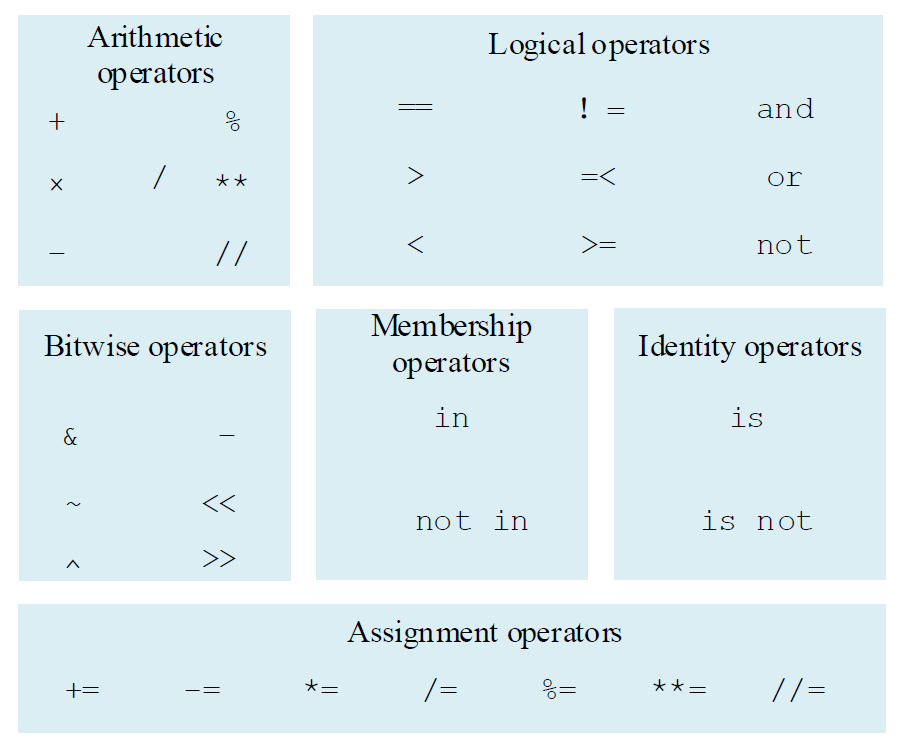 Arithmetic
operators
+ %
× / **
- //
Logical operators
== ! = and
> =< or
< >= not
Bitwise operators
& -
~ <<
^ >>
Membership
operators
in
not in
Identity operators
is
is not
Assignment operators
+= -= *= /= %= **= //=